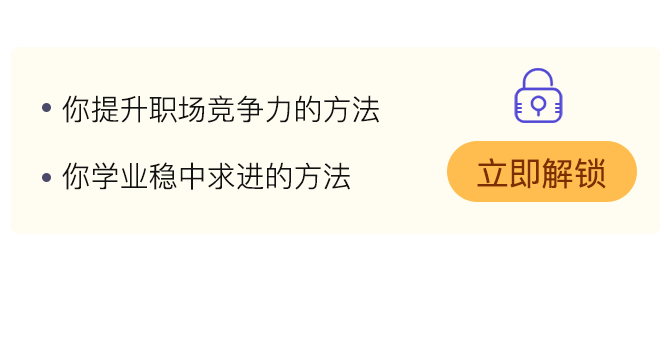 你提升职场竞争力的方法
你学业稳中求进的方法
立即解锁